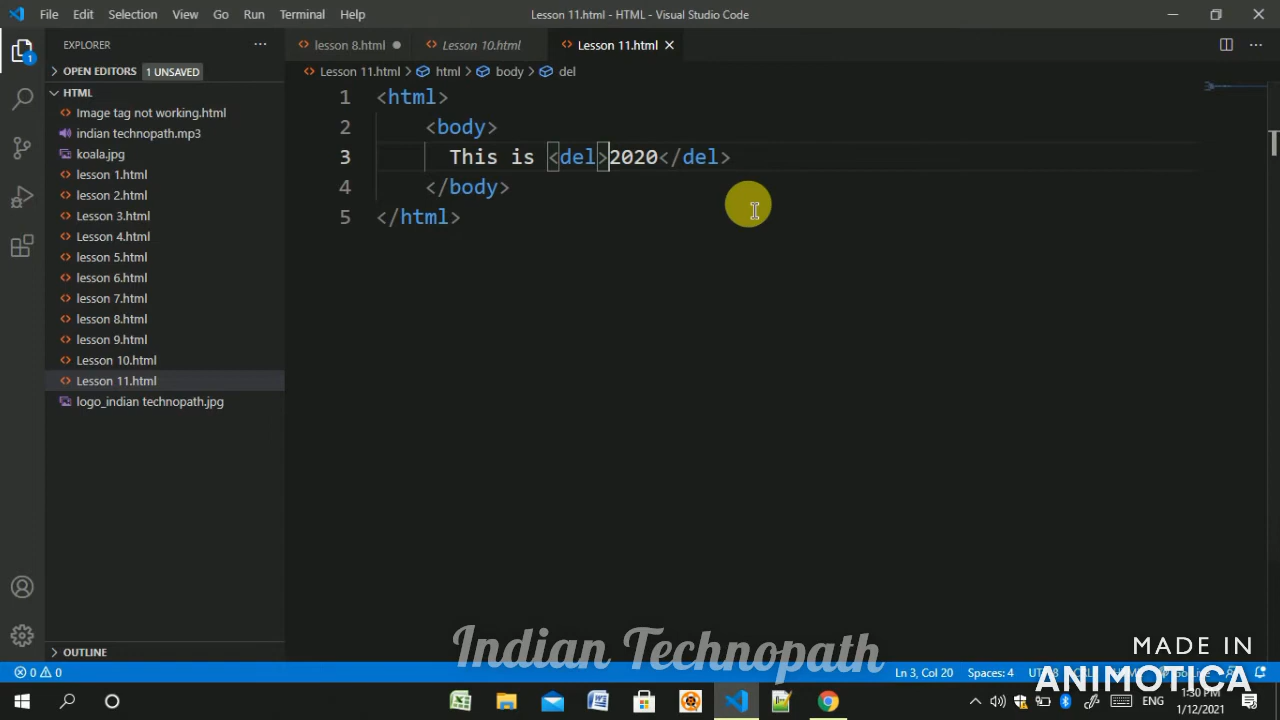 File Edit Selection View Go Run Terminal Help
Lesson 11.html - HTML - Visual Studio Code
EXPLORER
lesson 8.html
Lesson 10.html
Lesson 11.html
OPEN EDITORS 1 UNSAVED
Lesson 11.html > html > body > del
HTML
Image tag not working.html
indian technopath.mp3
koala.jpg
lesson 1.html
lesson 2.html
Lesson 3.html
Lesson 4.html
lesson 5.html
lesson 6.html
lesson 7.html
lesson 8.html
lesson 9.html
Lesson 10.html
Lesson 11.html
logo_indian technopath.jpg
1 <html>
2 <body>
3 This is <del>2020</del>
4 </body>
5 </html>
1
OUTLINE
Indian Technopath
MADE IN
ANIMOTICA
0 0
Ln 3, Col 20 Spaces: 4
ENG
1:30 PM
1/12/2021